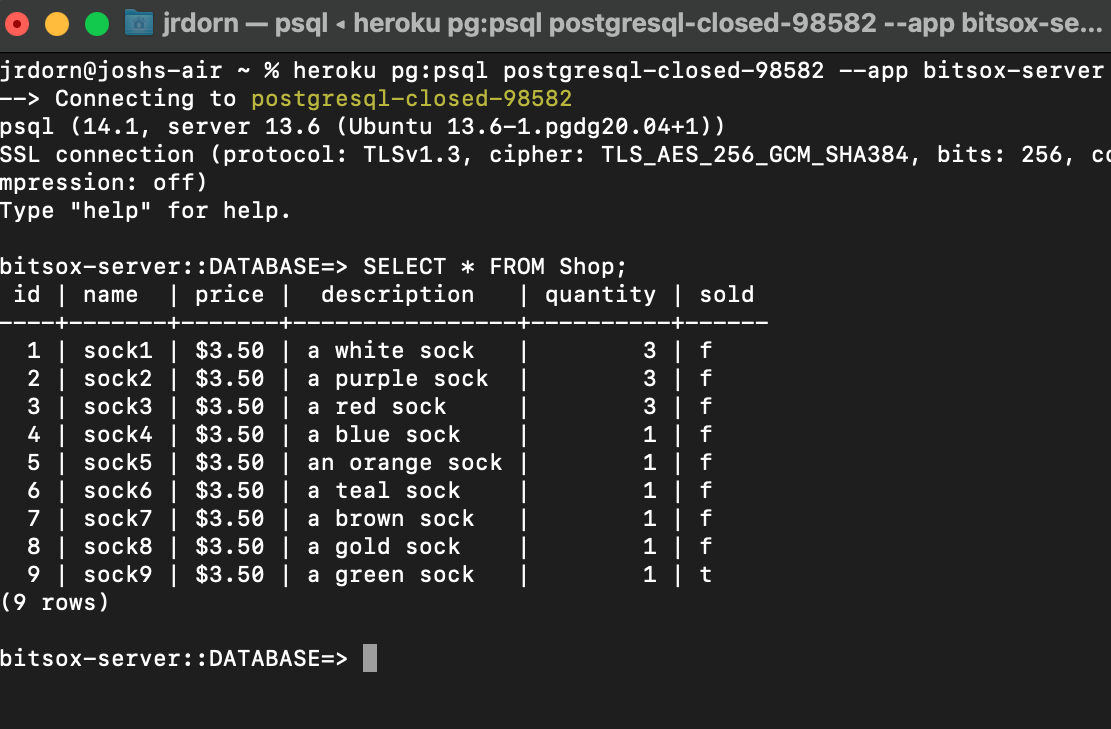 jrdorn — psql ◂ heroku pg:psql postgresql-closed-98582 --app bitsox-se...
jrdorn@joshs-air ~ % heroku pg:psql postgresql-closed-98582 --app bitsox-server
--> Connecting to postgresql-closed-98582
psql (14.1, server 13.6 (Ubuntu 13.6-1.pgdg20.04+1))
SSL connection (protocol: TLSv1.3, cipher: TLS_AES_256_GCM_SHA384, bits: 256, co
mpression: off)
Type "help" for help.

bitsox-server::DATABASE=> SELECT * FROM Shop;
 id | name  | price |  description   | quantity | sold
----+-------+-------+----------------+----------+------
  1 | sock1 | $3.50 | a white sock   |        3 | f
  2 | sock2 | $3.50 | a purple sock  |        3 | f
  3 | sock3 | $3.50 | a red sock     |        3 | f
  4 | sock4 | $3.50 | a blue sock    |        1 | f
  5 | sock5 | $3.50 | an orange sock |        1 | f
  6 | sock6 | $3.50 | a teal sock    |        1 | f
  7 | sock7 | $3.50 | a brown sock   |        1 | f
  8 | sock8 | $3.50 | a gold sock    |        1 | f
  9 | sock9 | $3.50 | a green sock   |        1 | t
(9 rows)

bitsox-server::DATABASE=>